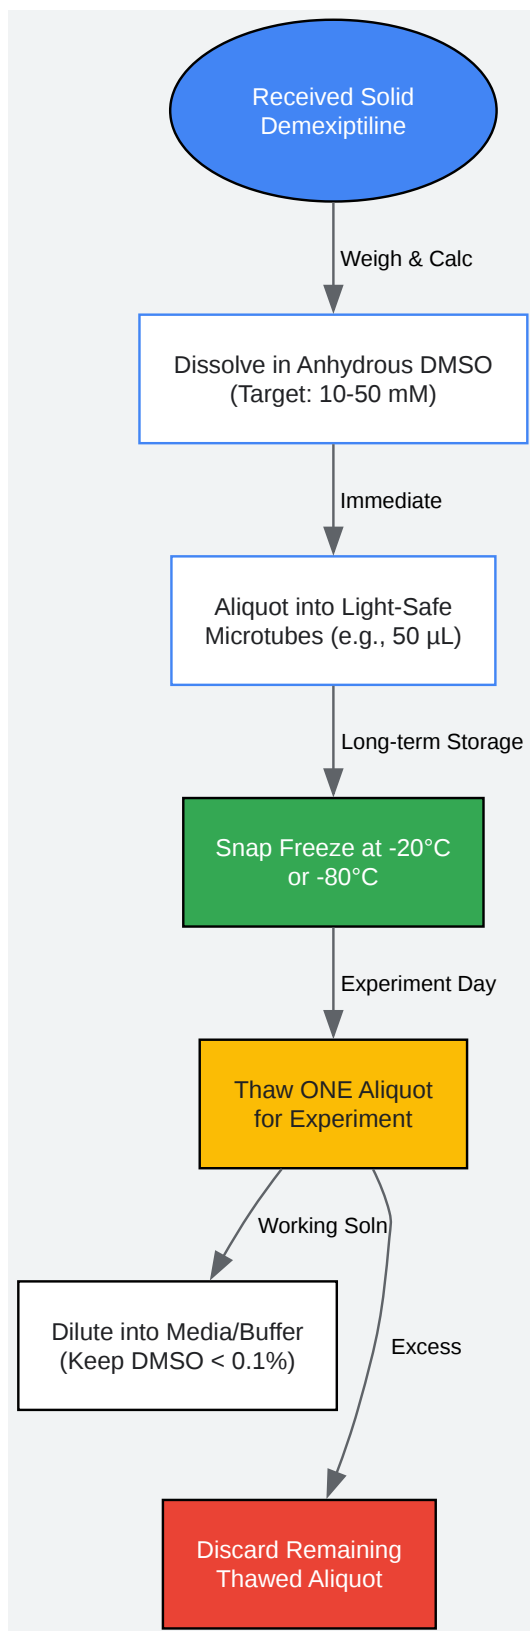 Received Solid
Demexiptiline
Weigh & Calc
Dissolve in Anhydrous DMSO
(Target: 10-50 mM)
Immediate
Aliquot into Light-Safe
Microtubes (e.g., 50 µL)
Long-term Storage
Snap Freeze at -20°C
or -80°C
Experiment Day
Thaw ONE Aliquot
for Experiment
Working Soln
Dilute into Media/Buffer
(Keep DMSO < 0.1%)
Excess
Discard Remaining
Thawed Aliquot